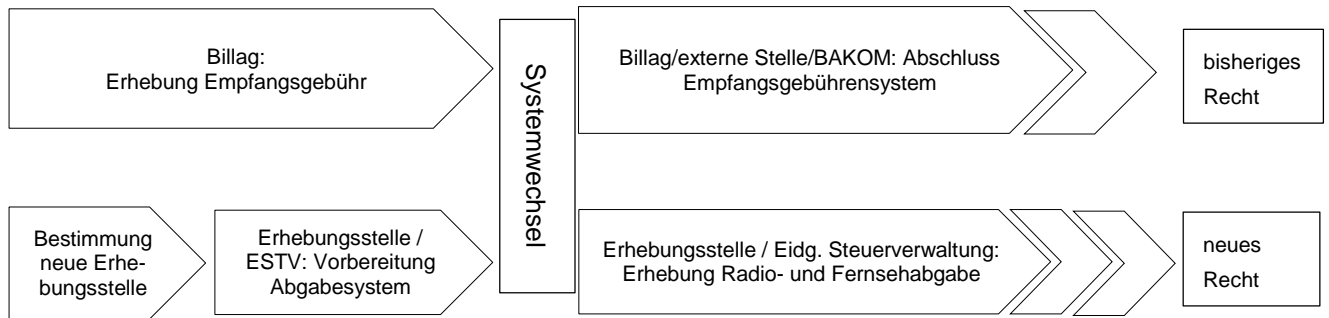 Billag:
Erhebung Empfangsgebühr
Systemwechsel
Billag/externe Stelle/BAKOM: Abschluss
Empfangsgebührensystem
bisheriges
Recht
Bestimmung
neue Erhe-
bungsstelle
Erhebungsstelle /
ESTV: Vorbereitung
Abgabesystem
Erhebungsstelle / Eidg. Steuerverwaltung:
Erhebung Radio- und Fernsehabgabe
neues
Recht